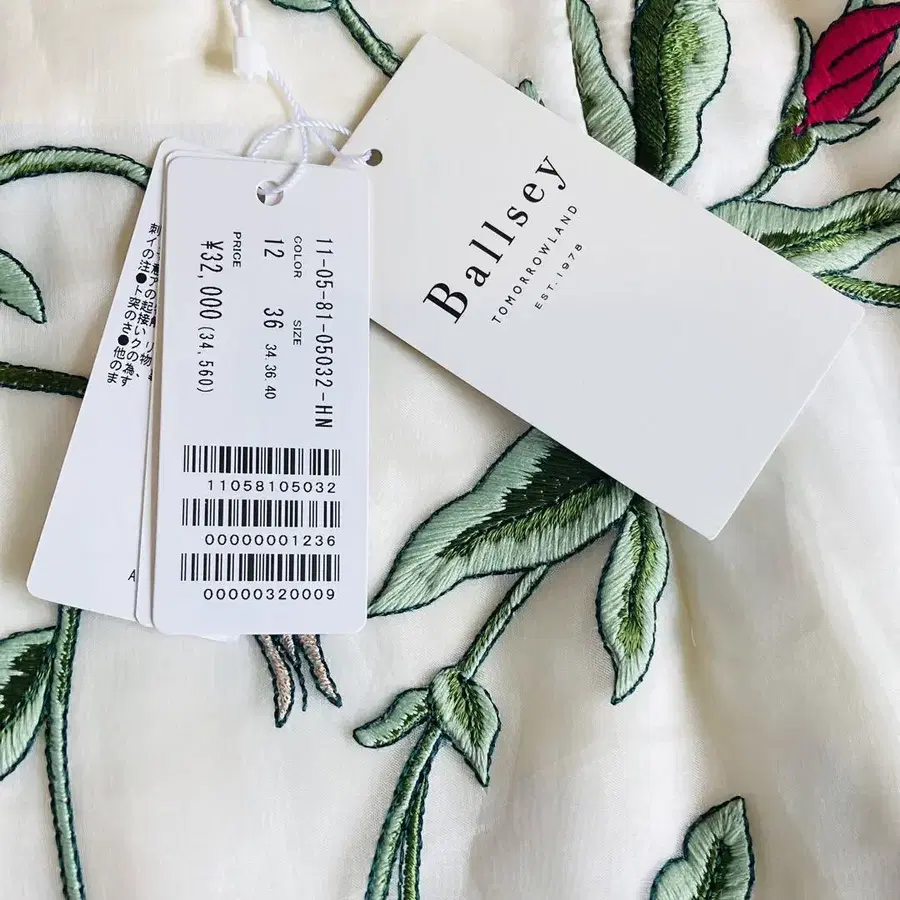 Ballsey
TOMORROWLAND
EST. 1978
11-05-81-05032-HN
COLOR SIZE
12 36 34.36.40
PRICE
¥32,000 (34,560)
11058105032
00000001236
00000320009